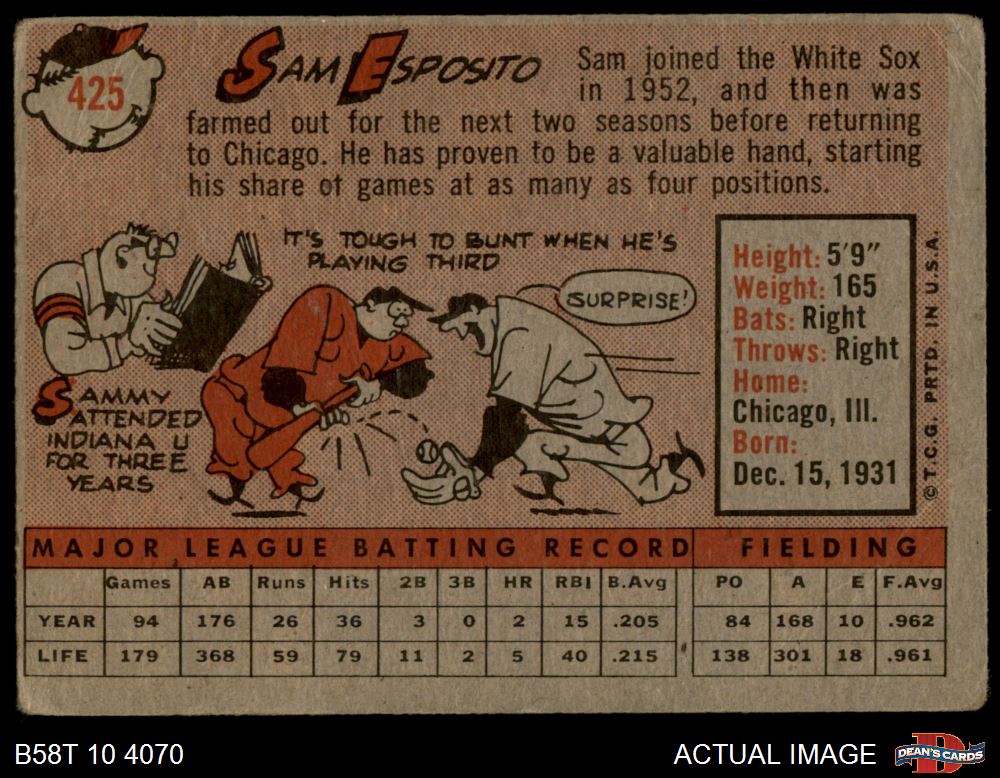 425
SAM ESPOSITO
Sam joined the White Sox
in 1952, and then was
farmed out for the next two seasons before returning
to Chicago. He has proven to be a valuable hand, starting
his share of games at as many as four positions.
IT'S TOUGH TO BUNT WHEN HE'S
PLAYING THIRD
SURPRISE!
SAMMY
ATTENDED
INDIANA U
FOR THREE
YEARS
Height: 5'9"
Weight: 165
Bats: Right
Throws: Right
Home:
Chicago, Ill.
Born:
Dec. 15, 1931
©T.C.G. PRTD. IN U.S.A.
MAJOR LEAGUE BATTING RECORD FIELDING
Games AB Runs Hits 2B 3B HR RBI B.Avg PO A E F.Avg
YEAR 94 176 26 36 3 0 2 15 .205 84 168 10 .962
LIFE 179 368 59 79 11 2 5 40 .215 138 301 18 .961
B58T 10 4070 ACTUAL IMAGE DEAN'S CARDS